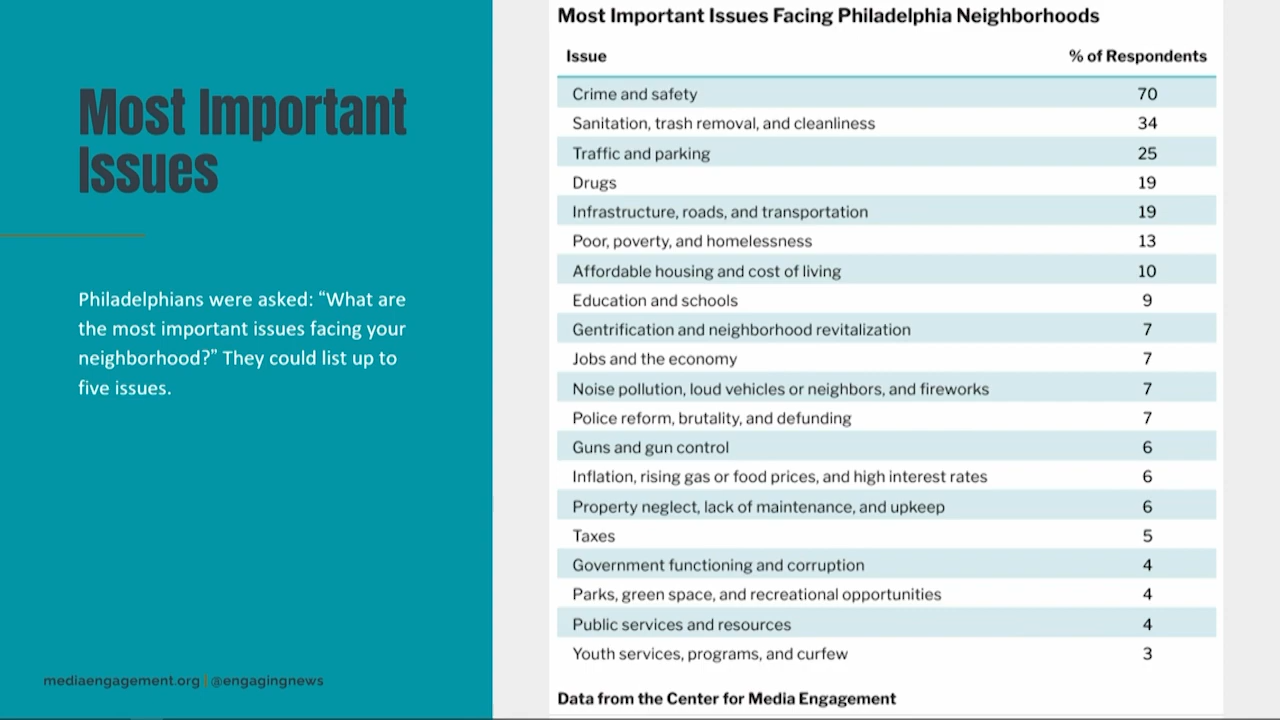 Most Important
Issues
Philadelphians were asked: “What are
the most important issues facing your
neighborhood?” They could list up to
five issues.
mediaengagement.org | @engagingnews
Most Important Issues Facing Philadelphia Neighborhoods
Issue % of Respondents
Crime and safety 70
Sanitation, trash removal, and cleanliness 34
Traffic and parking 25
Drugs 19
Infrastructure, roads, and transportation 19
Poor, poverty, and homelessness 13
Affordable housing and cost of living 10
Education and schools 9
Gentrification and neighborhood revitalization 7
Jobs and the economy 7
Noise pollution, loud vehicles or neighbors, and fireworks 7
Police reform, brutality, and defunding 7
Guns and gun control 6
Inflation, rising gas or food prices, and high interest rates 6
Property neglect, lack of maintenance, and upkeep 6
Taxes 5
Government functioning and corruption 4
Parks, green space, and recreational opportunities 4
Public services and resources 4
Youth services, programs, and curfew 3
Data from the Center for Media Engagement